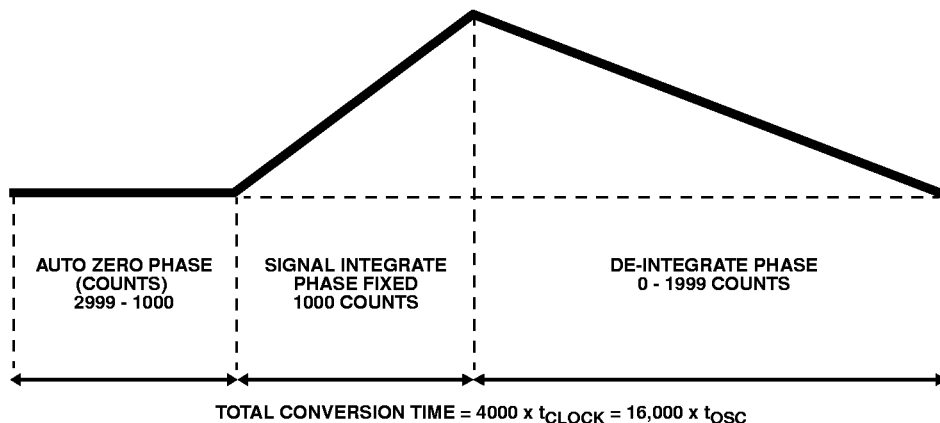 AUTO ZERO PHASE
(COUNTS)
2999 - 1000
SIGNAL INTEGRATE
PHASE FIXED
1000 COUNTS
DE-INTEGRATE PHASE
0 - 1999 COUNTS
TOTAL CONVERSION TIME = 4000 x tCLOCK = 16,000 x tOSC